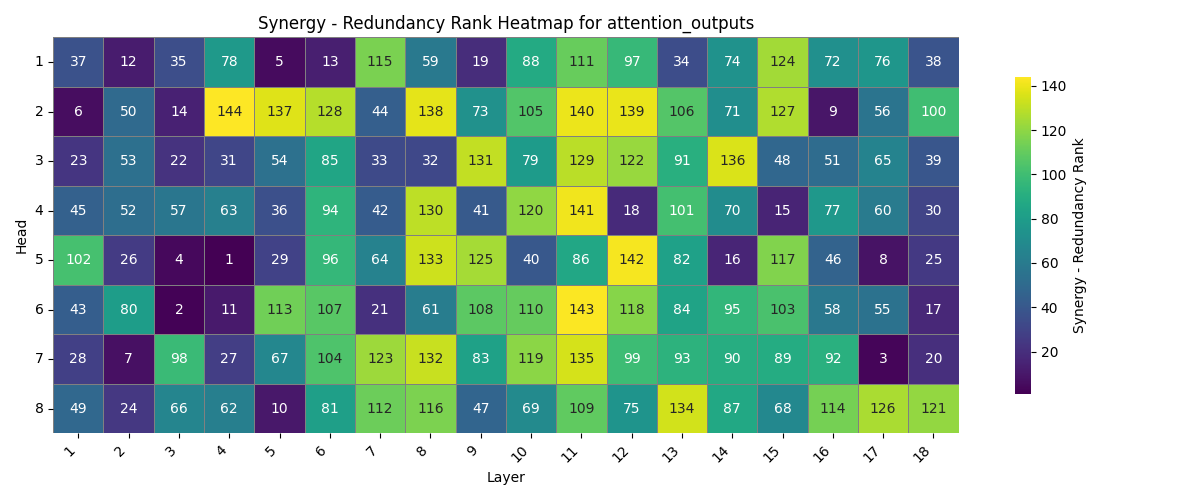 Synergy - Redundancy Rank Heatmap for attention_outputs
1 37 12 35 78 5 13 115 59 19 88 111 97 34 74 124 72 76 38
2 6 50 14 144 137 128 44 138 73 105 140 139 106 71 127 9 56 100
3 23 53 22 31 54 85 33 32 131 79 129 122 91 136 48 51 65 39
4 45 52 57 63 36 94 42 130 41 120 141 18 101 70 15 77 60 30
5 102 26 4 1 29 96 64 133 125 40 86 142 82 16 117 46 8 25
6 43 80 2 11 113 107 21 61 108 110 143 118 84 95 103 58 55 17
7 28 7 98 27 67 104 123 132 83 119 135 99 93 90 89 92 3 20
8 49 24 66 62 10 81 112 116 47 69 109 75 134 87 68 114 126 121
1 2 3 4 5 6 7 8 9 10 11 12 13 14 15 16 17 18
Layer
Head
140
120
100
80
60
40
20
Synergy - Redundancy Rank